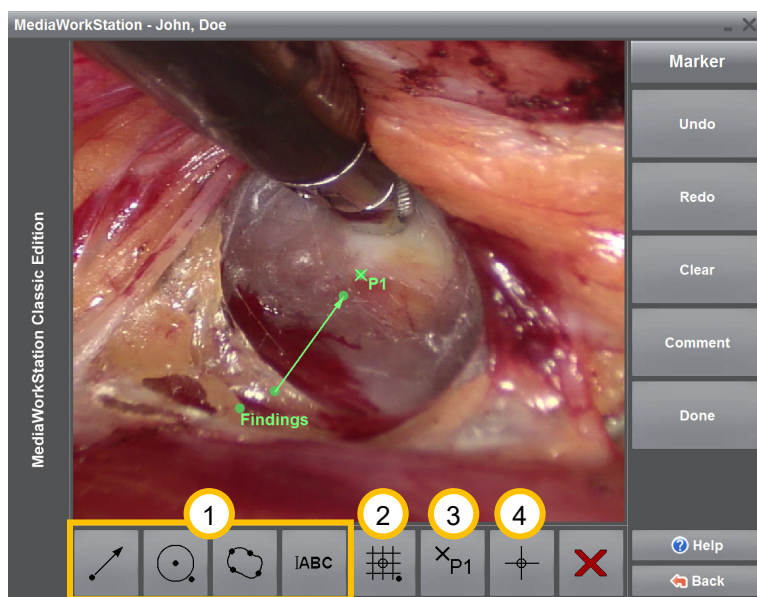 MediaWorkStation - John, Doe
MediaWorkStation Classic Edition
P1
Findings
Marker
Undo
Redo
Clear
Comment
Done
1
2
3
4
ABC
P1
Help
Back